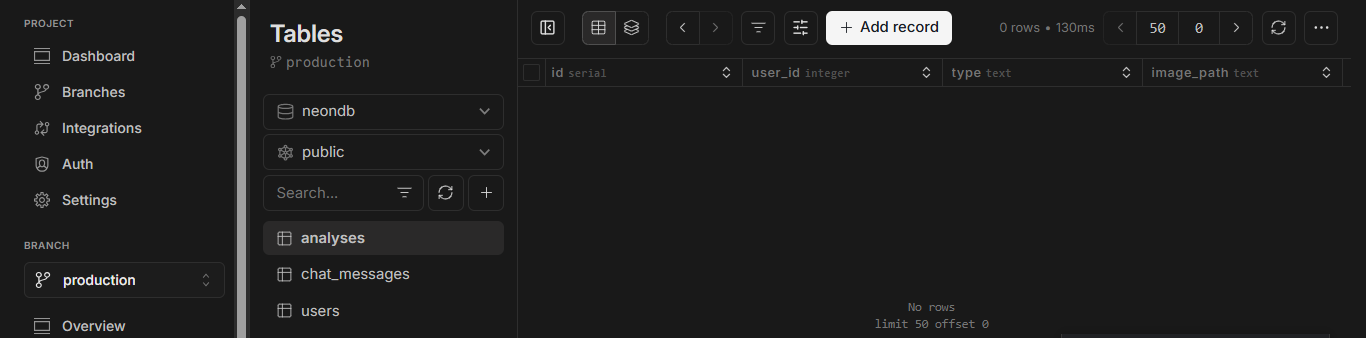 PROJECT
Dashboard
Branches
Integrations
Auth
Settings
BRANCH
production
Overview
Tables
production
neondb
public
Search...
analyses
chat_messages
users
Add record
0 rows • 130ms
50
0
id serial
user_id integer
type text
image_path text
No rows
limit 50 offset 0